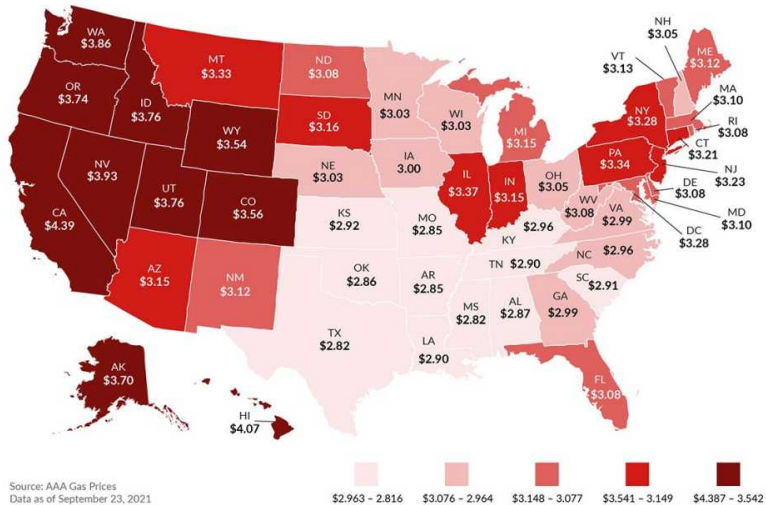 WA
$3.86
OR
$3.74
CA
$4.39
NV
$3.93
ID
$3.76
MT
$3.33
WY
$3.54
UT
$3.76
CO
$3.56
AZ
$3.15
NM
$3.12
ND
$3.08
SD
$3.16
NE
$3.03
KS
$2.92
OK
$2.86
TX
$2.82
MN
$3.03
IA
3.00
MO
$2.85
AR
$2.85
LA
$2.90
WI
$3.03
IL
$3.37
MI
$3.15
IN
$3.15
OH
$3.05
KY
$2.96
TN $2.90
MS
$2.82
AL
$2.87
GA
$2.99
FL
$3.08
SC
$2.91
NC
$2.96
VA
$2.99
WV
$3.08
PA
$3.34
NY
$3.28
VT
$3.13
NH
$3.05
ME
$3.12
MA
$3.10
RI
$3.08
CT
$3.21
NJ
$3.23
DE
$3.08
MD
$3.10
DC
$3.28
AK
$3.70
HI
$4.07
Source: AAA Gas Prices
Data as of September 23, 2021
$2.963 – 2.816
$3.076 – 2.964
$3.148 – 3.077
$3.541 – 3.149
$4.387 – 3.542